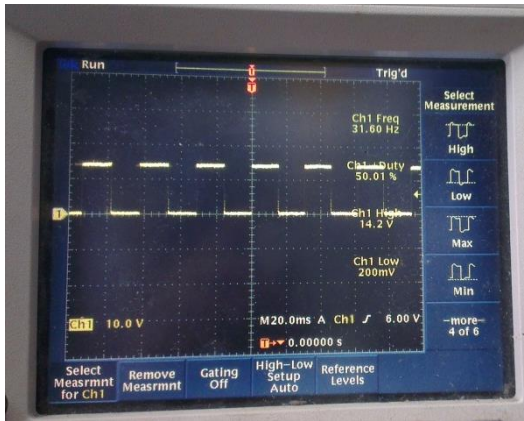 Run
Trig'd
Select
Measurement
Ch1 Freq
31.60 Hz
High
Ch1 +Duty
50.01 %
Low
1
Ch1 High
14.2 V
Max
Ch1 Low
200mV
Min
Ch1 10.0 V
M20.0ms A Ch1 6.00 V
0.00000 s
-more-
4 of 6
Select
Measrmnt
for Ch1
Remove
Measrmnt
Gating
Off
High-Low
Setup
Auto
Reference
Levels